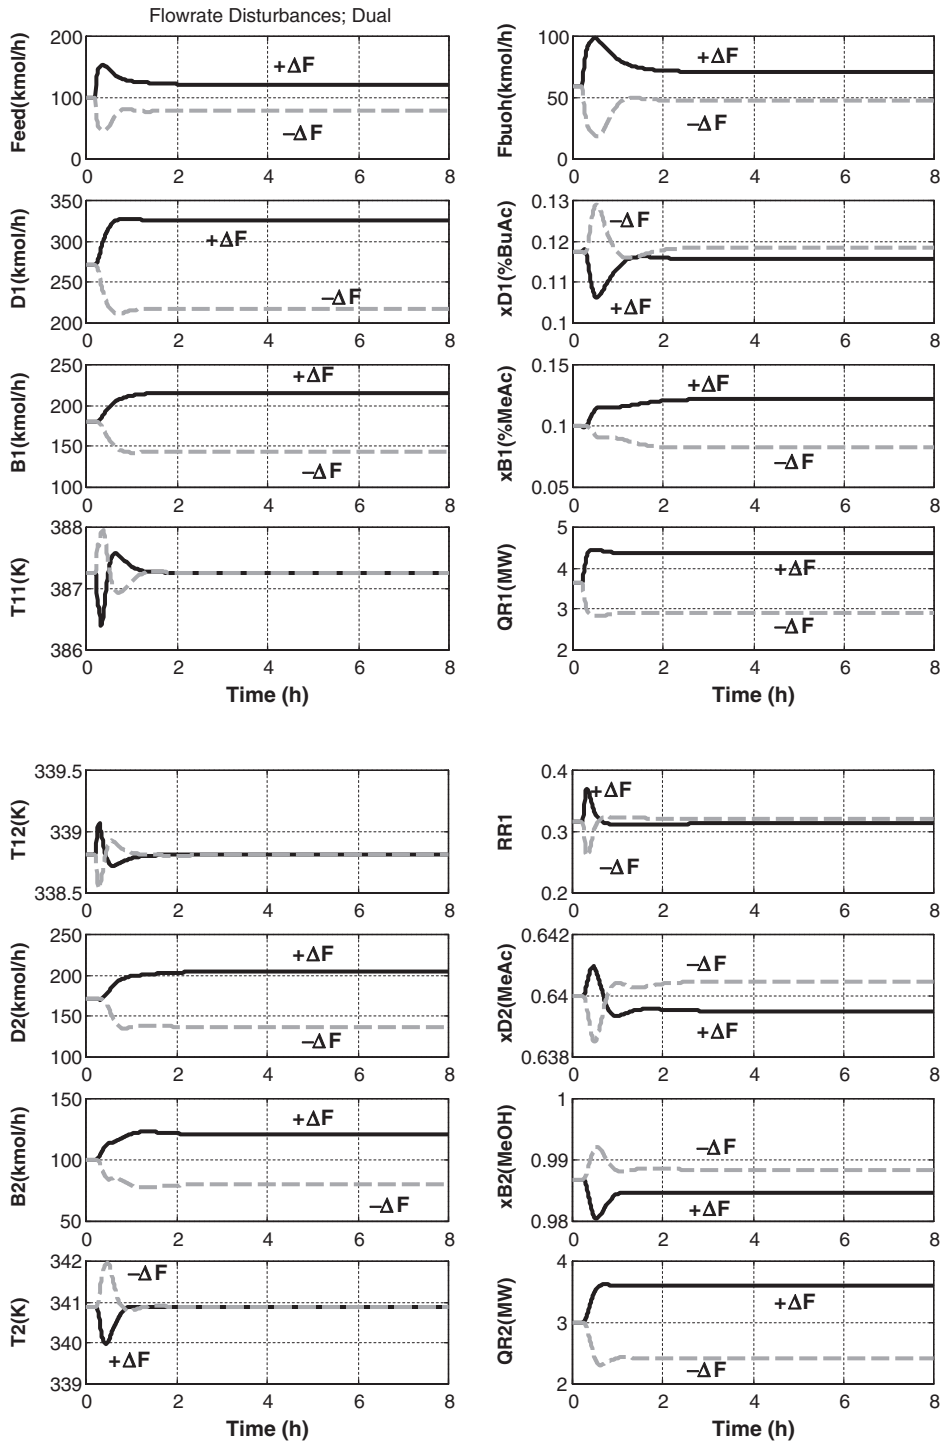 Flowrate Disturbances; Dual
Feed(kmol/h)
200
100
0
+ΔF
−ΔF
0 2 4 6 8
Fbuoh(kmol/h)
100
50
0
+ΔF
−ΔF
0 2 4 6 8
D1(kmol/h)
350
300
250
200
+ΔF
−ΔF
0 2 4 6 8
xD1(%BuAc)
0.13
0.12
0.11
0.1
−ΔF
+ΔF
0 2 4 6 8
B1(kmol/h)
250
200
150
100
+ΔF
−ΔF
0 2 4 6 8
xB1(%MeAc)
0.15
0.1
0.05
+ΔF
−ΔF
0 2 4 6 8
T11(K)
388
387
386
0 2 4 6 8
Time (h)
QR1(MW)
5
4
3
2
+ΔF
−ΔF
0 2 4 6 8
Time (h)
T12(K)
339.5
339
338.5
0 2 4 6 8
RR1
0.4
0.3
0.2
+ΔF
−ΔF
0 2 4 6 8
D2(kmol/h)
250
200
150
100
+ΔF
−ΔF
0 2 4 6 8
xD2(MeAc)
0.642
0.64
0.638
−ΔF
+ΔF
0 2 4 6 8
B2(kmol/h)
150
100
50
+ΔF
−ΔF
0 2 4 6 8
xB2(MeOH)
1
0.99
0.98
−ΔF
+ΔF
0 2 4 6 8
T2(K)
342
341
340
339
−ΔF
+ΔF
0 2 4 6 8
Time (h)
QR2(MW)
4
3
2
+ΔF
−ΔF
0 2 4 6 8
Time (h)